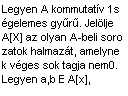 Legyen A kommutatív 1s
égelemes gyűrű. Jelölje
A[X] az olyan A-beli soro
zatok halmazát, amelyne
k véges sok tagja nem0.
Legyen a,b E A[x],